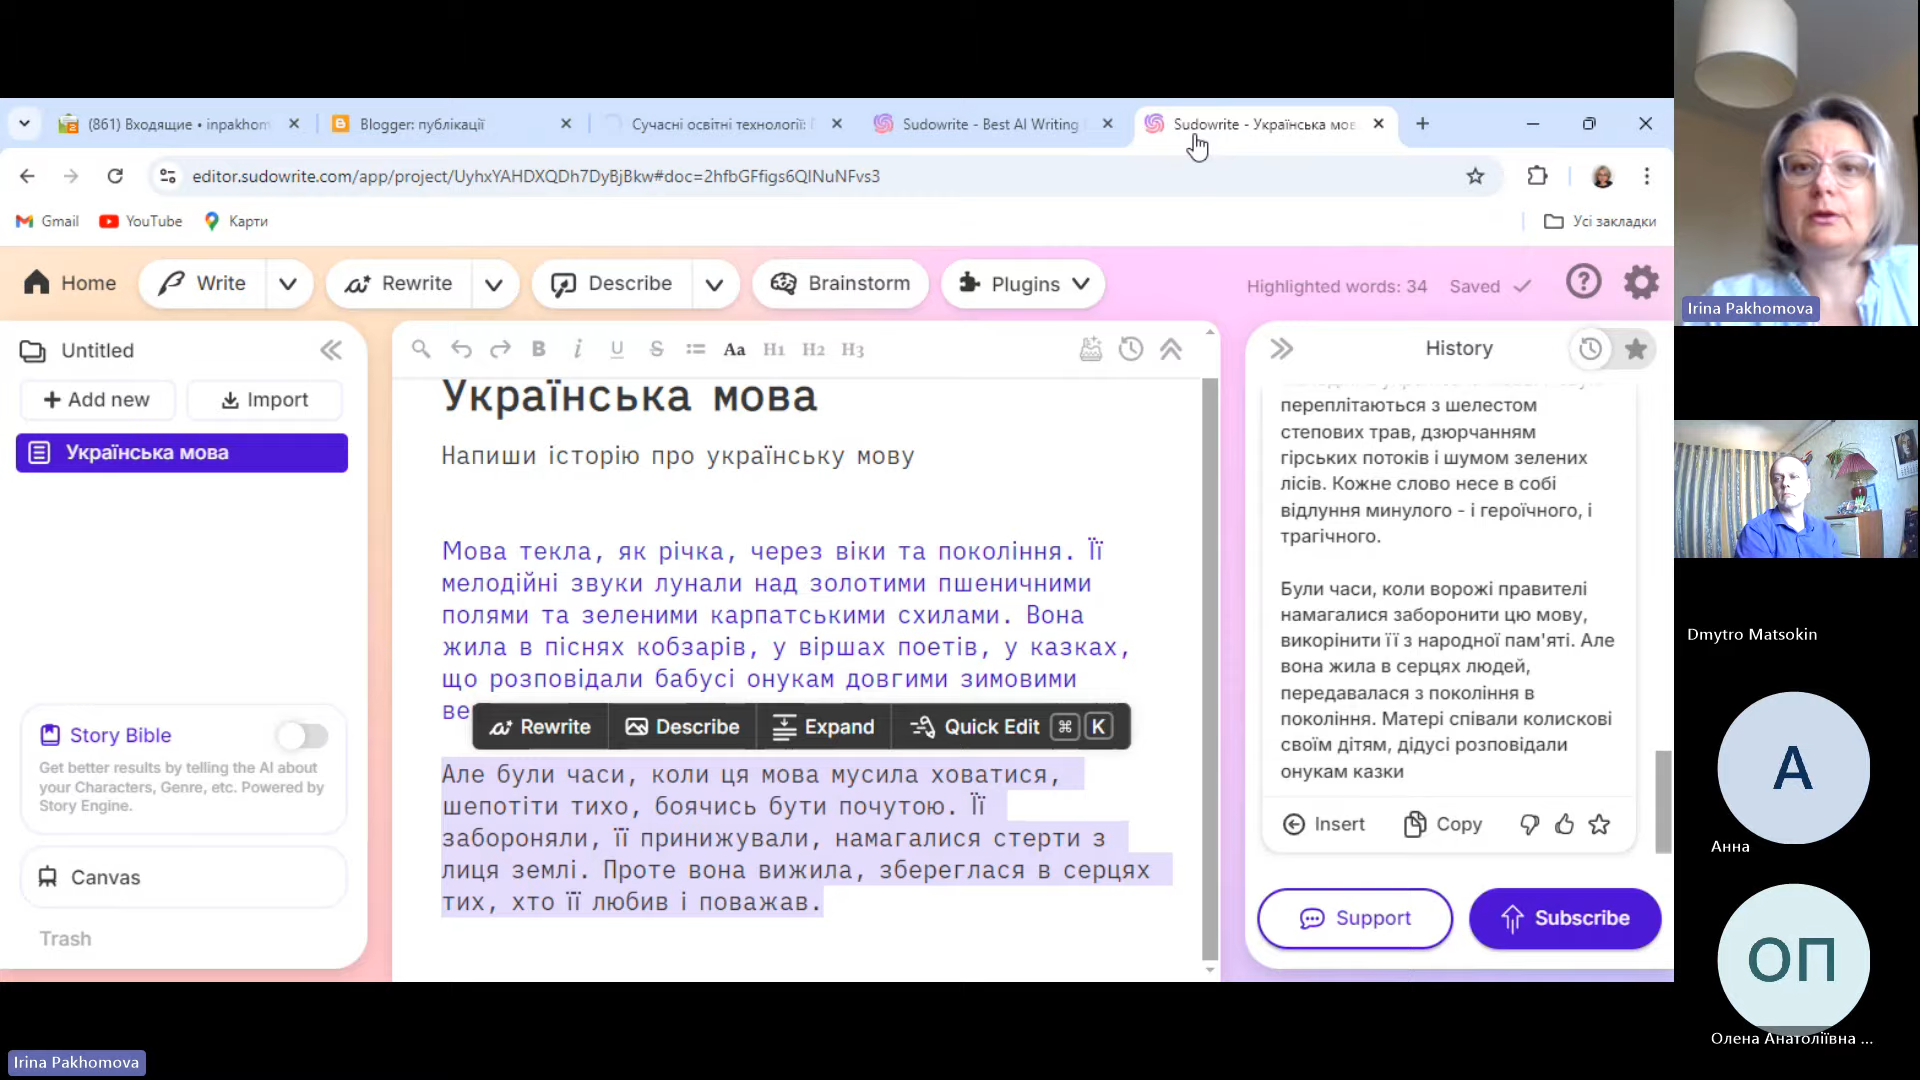 (861) Входящие • inpakhom
Blogger: публікації
Сучасні освітні технології:
Sudowrite - Best AI Writing
Sudowrite - Українська мов
editor.sudowrite.com/app/project/UyhxYAHDXQDh7DyBjBkw#doc=2hfbGFfigs6QINuNFvs3
Gmail
YouTube
Карти
Усі закладки
Home
Write
Rewrite
Describe
Brainstorm
Plugins
Highlighted words: 34
Saved
Untitled
Add new
Import
Українська мова
Story Bible
Get better results by telling the AI about
your Characters, Genre, etc. Powered by
Story Engine.
Canvas
Trash
B i U S Aa H1 H2 H3
Українська мова
Напиши історію про українську мову
Мова текла, як річка, через віки та покоління. Її
мелодійні звуки лунали над золотими пшеничними
полями та зеленими карпатськими схилами. Вона
жила в піснях кобзарів, у віршах поетів, у казках,
що розповідали бабусі онукам довгими зимовими
ве
Rewrite
Describe
Expand
Quick Edit ⌘ K
Але були часи, коли ця мова мусила ховатися,
шепотіти тихо, боячись бути почутою. Її
забороняли, її принижували, намагалися стерти з
лиця землі. Проте вона вижила, збереглася в серцях
тих, хто її любив і поважав.
History
переплітаються з шелестом
степових трав, дзюрчанням
гірських потоків і шумом зелених
лісів. Кожне слово несе в собі
відлуння минулого - і героїчного, і
трагічного.
Були часи, коли ворожі правителі
намагалися заборонити цю мову,
викорінити її з народної пам'яті. Але
вона жила в серцях людей,
передавалася з покоління в
покоління. Матері співали колискові
своїм дітям, дідусі розповідали
онукам казки
Insert
Copy
Support
Subscribe
Irina Pakhomova
Dmytro Matsokin
А
Анна
ОП
Олена Анатоліївна ...
Irina Pakhomova